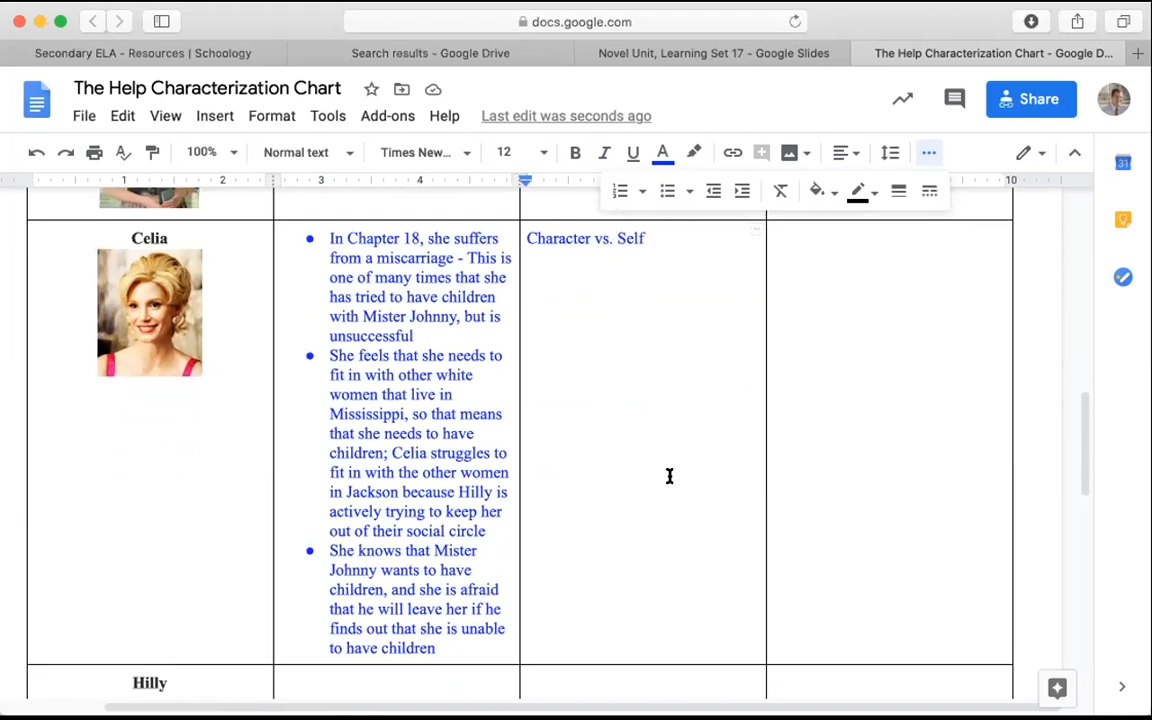 docs.google.com
Secondary ELA - Resources | Schoology
Search results - Google Drive
Novel Unit, Learning Set 17 - Google Slides
The Help Characterization Chart - Google D...
The Help Characterization Chart
File Edit View Insert Format Tools Add-ons Help Last edit was seconds ago
Share
100% Normal text Times New... 12 B I U A
1 2 3 4 10
31
Celia
In Chapter 18, she suffers
from a miscarriage - This is
one of many times that she
has tried to have children
with Mister Johnny, but is
unsuccessful
She feels that she needs to
fit in with other white
women that live in
Mississippi, so that means
that she needs to have
children; Celia struggles to
fit in with the other women
in Jackson because Hilly is
actively trying to keep her
out of their social circle
She knows that Mister
Johnny wants to have
children, and she is afraid
that he will leave her if he
finds out that she is unable
to have children
Character vs. Self
Hilly